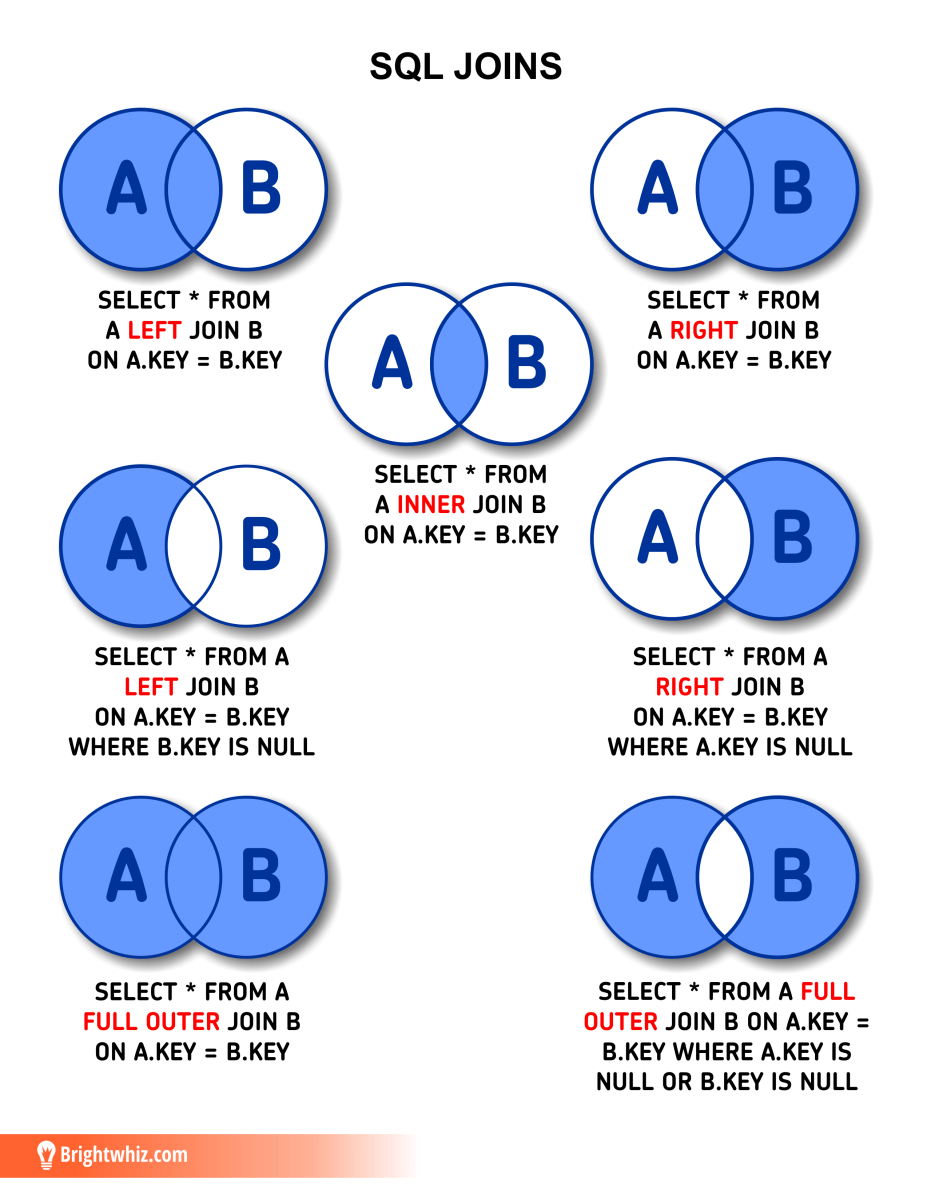 SQL JOINS
A B
SELECT * FROM
A LEFT JOIN B
ON A.KEY = B.KEY
A B
SELECT * FROM
A RIGHT JOIN B
ON A.KEY = B.KEY
A B
SELECT * FROM
A INNER JOIN B
ON A.KEY = B.KEY
A B
SELECT * FROM A
LEFT JOIN B
ON A.KEY = B.KEY
WHERE B.KEY IS NULL
A B
SELECT * FROM A
RIGHT JOIN B
ON A.KEY = B.KEY
WHERE A.KEY IS NULL
A B
SELECT * FROM A
FULL OUTER JOIN B
ON A.KEY = B.KEY
A B
SELECT * FROM A FULL
OUTER JOIN B ON A.KEY =
B.KEY WHERE A.KEY IS
NULL OR B.KEY IS NULL
Brightwhiz.com